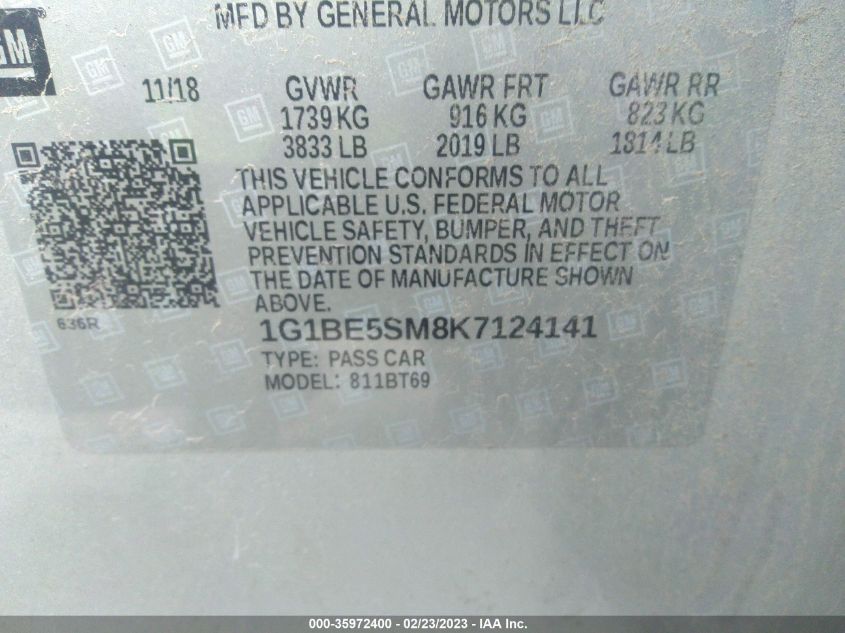 MFD BY GENERAL MOTORS LLC
GM
11/18 GVWR GAWR FRT GAWR RR
1739 KG 916 KG 823 KG
3833 LB 2019 LB 1814 LB
THIS VEHICLE CONFORMS TO ALL
APPLICABLE U.S. FEDERAL MOTOR
VEHICLE SAFETY, BUMPER, AND THEFT
PREVENTION STANDARDS IN EFFECT ON
THE DATE OF MANUFACTURE SHOWN
ABOVE.
636R
1G1BE5SM8K7124141
TYPE: PASS CAR
MODEL: 811BT69
000-35972400 - 02/23/2023 - IAA Inc.